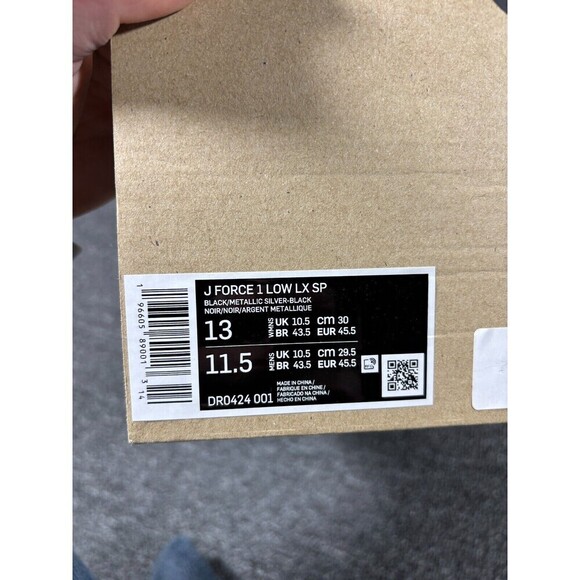 J FORCE 1 LOW LX SP
BLACK/METALLIC SILVER-BLACK
NOIR/NOIR/ARGENT METALLIQUE
13 WMNS UK 10.5 CM 30
BR 43.5 EUR 45.5
11.5 MENS UK 10.5 CM 29.5
BR 43.5 EUR 45.5
DR0424 001
MADE IN CHINA/
FABRIQUE EN CHINE/
FABRICADO NA CHINA/
HECHO EN CHINA
1 96605 89001 3 14